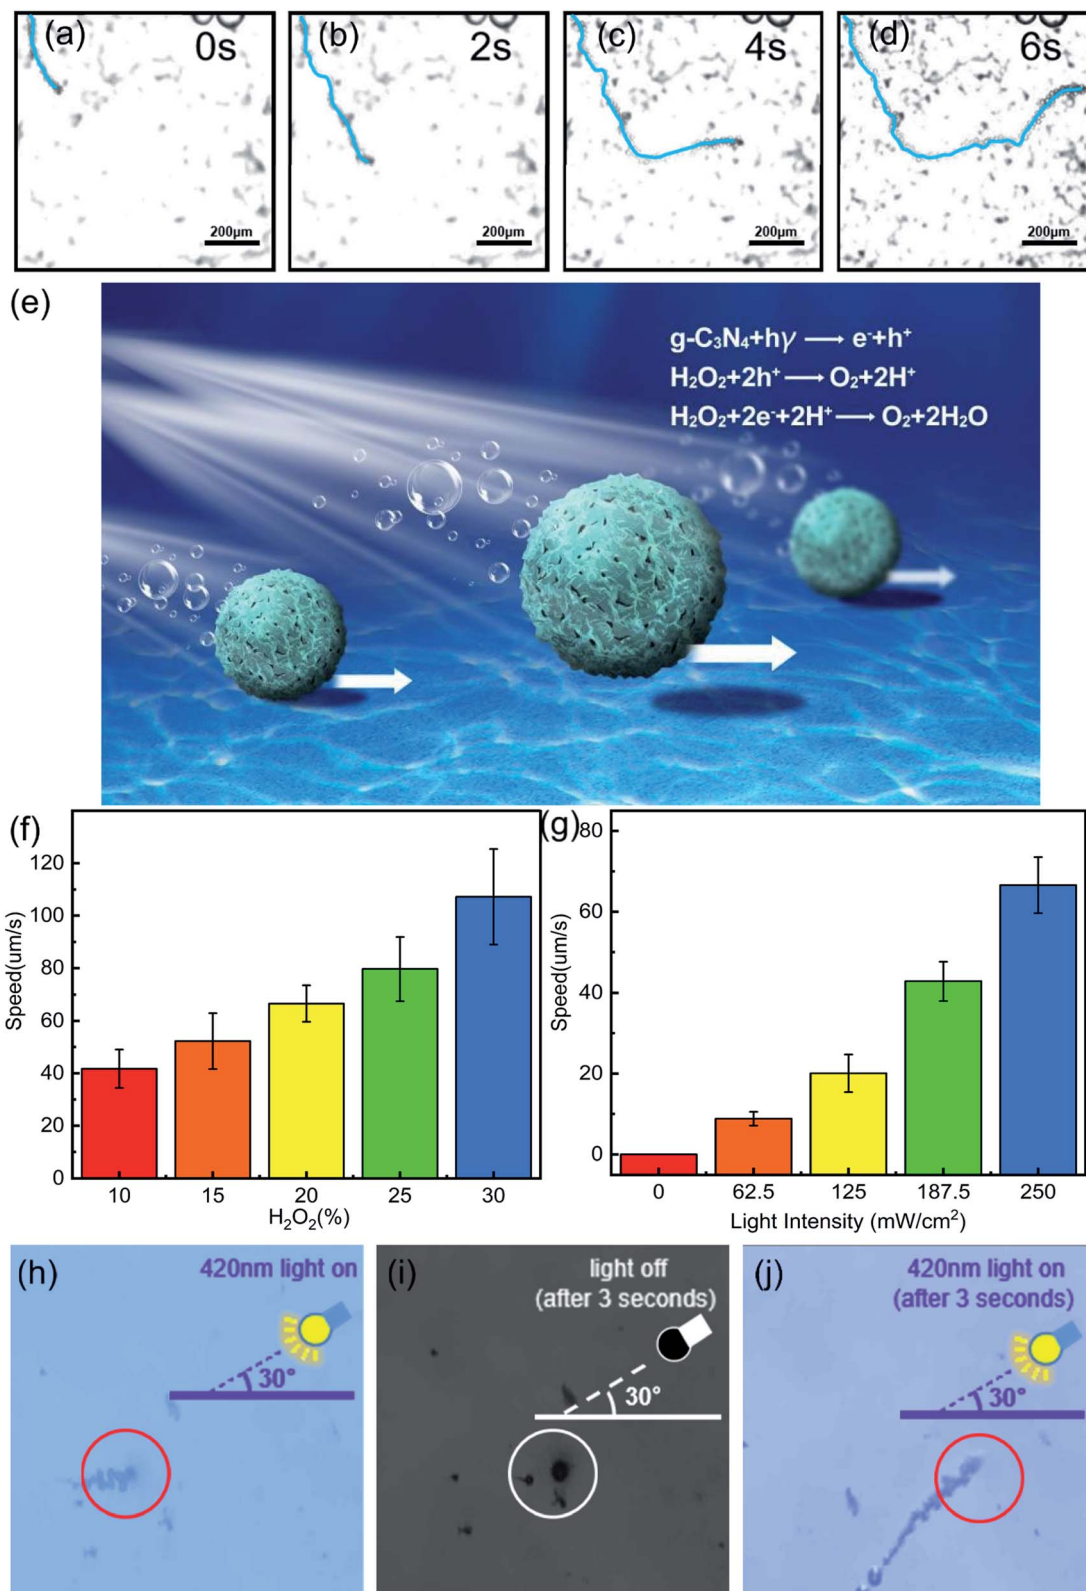 (a) 0s
(b) 2s
(c) 4s
(d) 6s
200μm
200μm
200μm
200μm
(e)
g-C₃N₄+hγ ⟶ e⁻+h⁺
H₂O₂+2h⁺⟶O₂+2H⁺
H₂O₂+2e⁻+2H⁺⟶O₂+2H₂O
(f)
Speed(um/s)
120
100
80
60
40
20
0
10 15 20 25 30
H₂O₂(%)
(g)
Speed(um/s)
80
60
40
20
0
0 62.5 125 187.5 250
Light Intensity (mW/cm²)
(h)
420nm light on
30°
(i)
light off
(after 3 seconds)
30°
(j)
420nm light on
(after 3 seconds)
30°